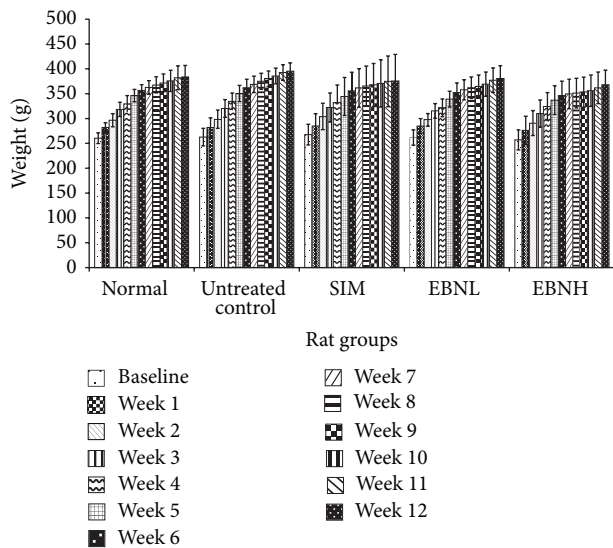 500
450
400
350
300
250
200
150
100
50
0
Weight (g)
Normal
Untreated
control
SIM
EBNL
EBNH
Rat groups
Baseline
Week 1
Week 2
Week 3
Week 4
Week 5
Week 6
Week 7
Week 8
Week 9
Week 10
Week 11
Week 12